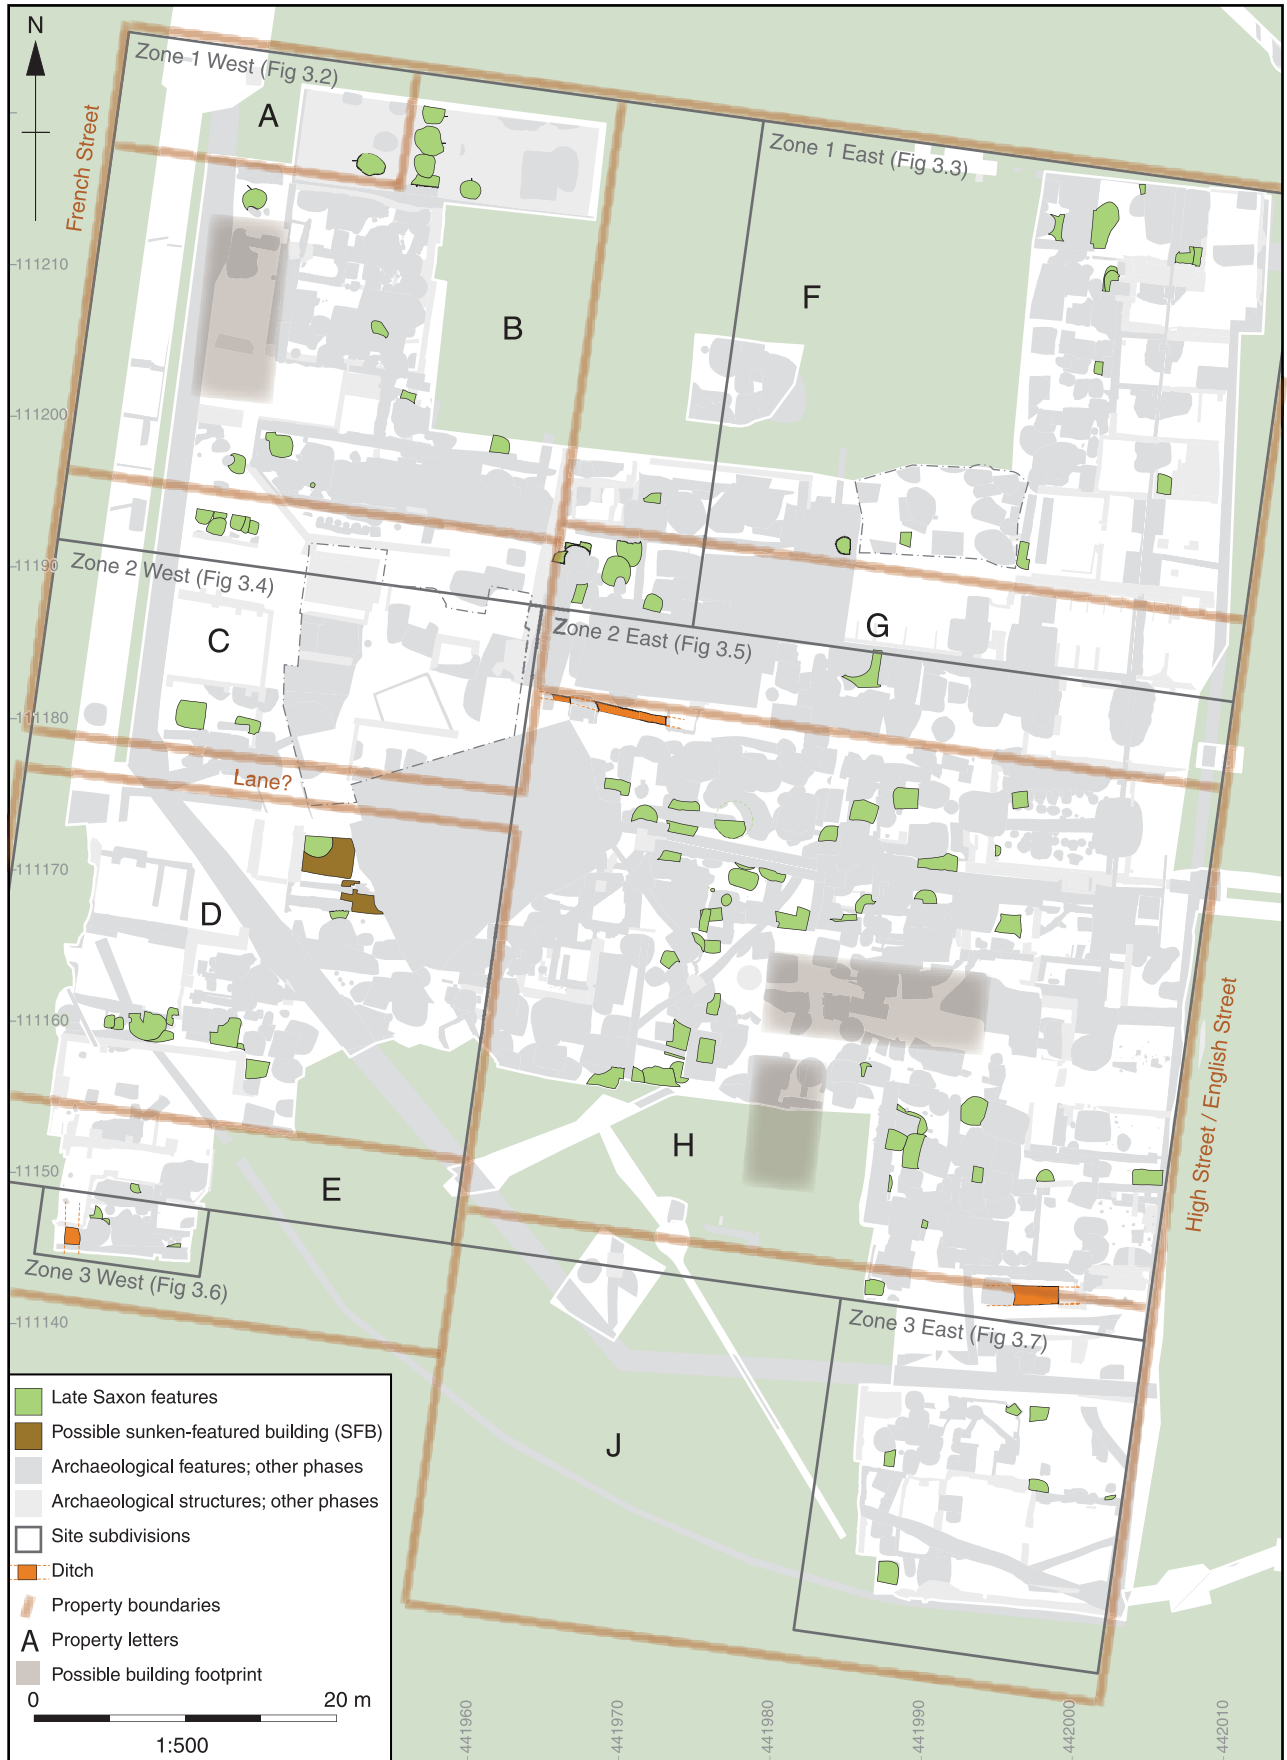 N
Zone 1 West (Fig 3.2)
A
French Street
Zone 1 East (Fig 3.3)
111210
F
B
111200
111190
Zone 2 West (Fig 3.4)
C
G
Zone 2 East (Fig 3.5)
111180
Lane?
111170
D
111160
High Street / English Street
H
111150
E
Zone 3 West (Fig 3.6)
111140
Zone 3 East (Fig 3.7)
J
Late Saxon features
Possible sunken-featured building (SFB)
Archaeological features; other phases
Archaeological structures; other phases
Site subdivisions
Ditch
Property boundaries
A Property letters
Possible building footprint
0 20 m
1:500
441960
441970
441980
441990
442000
442010